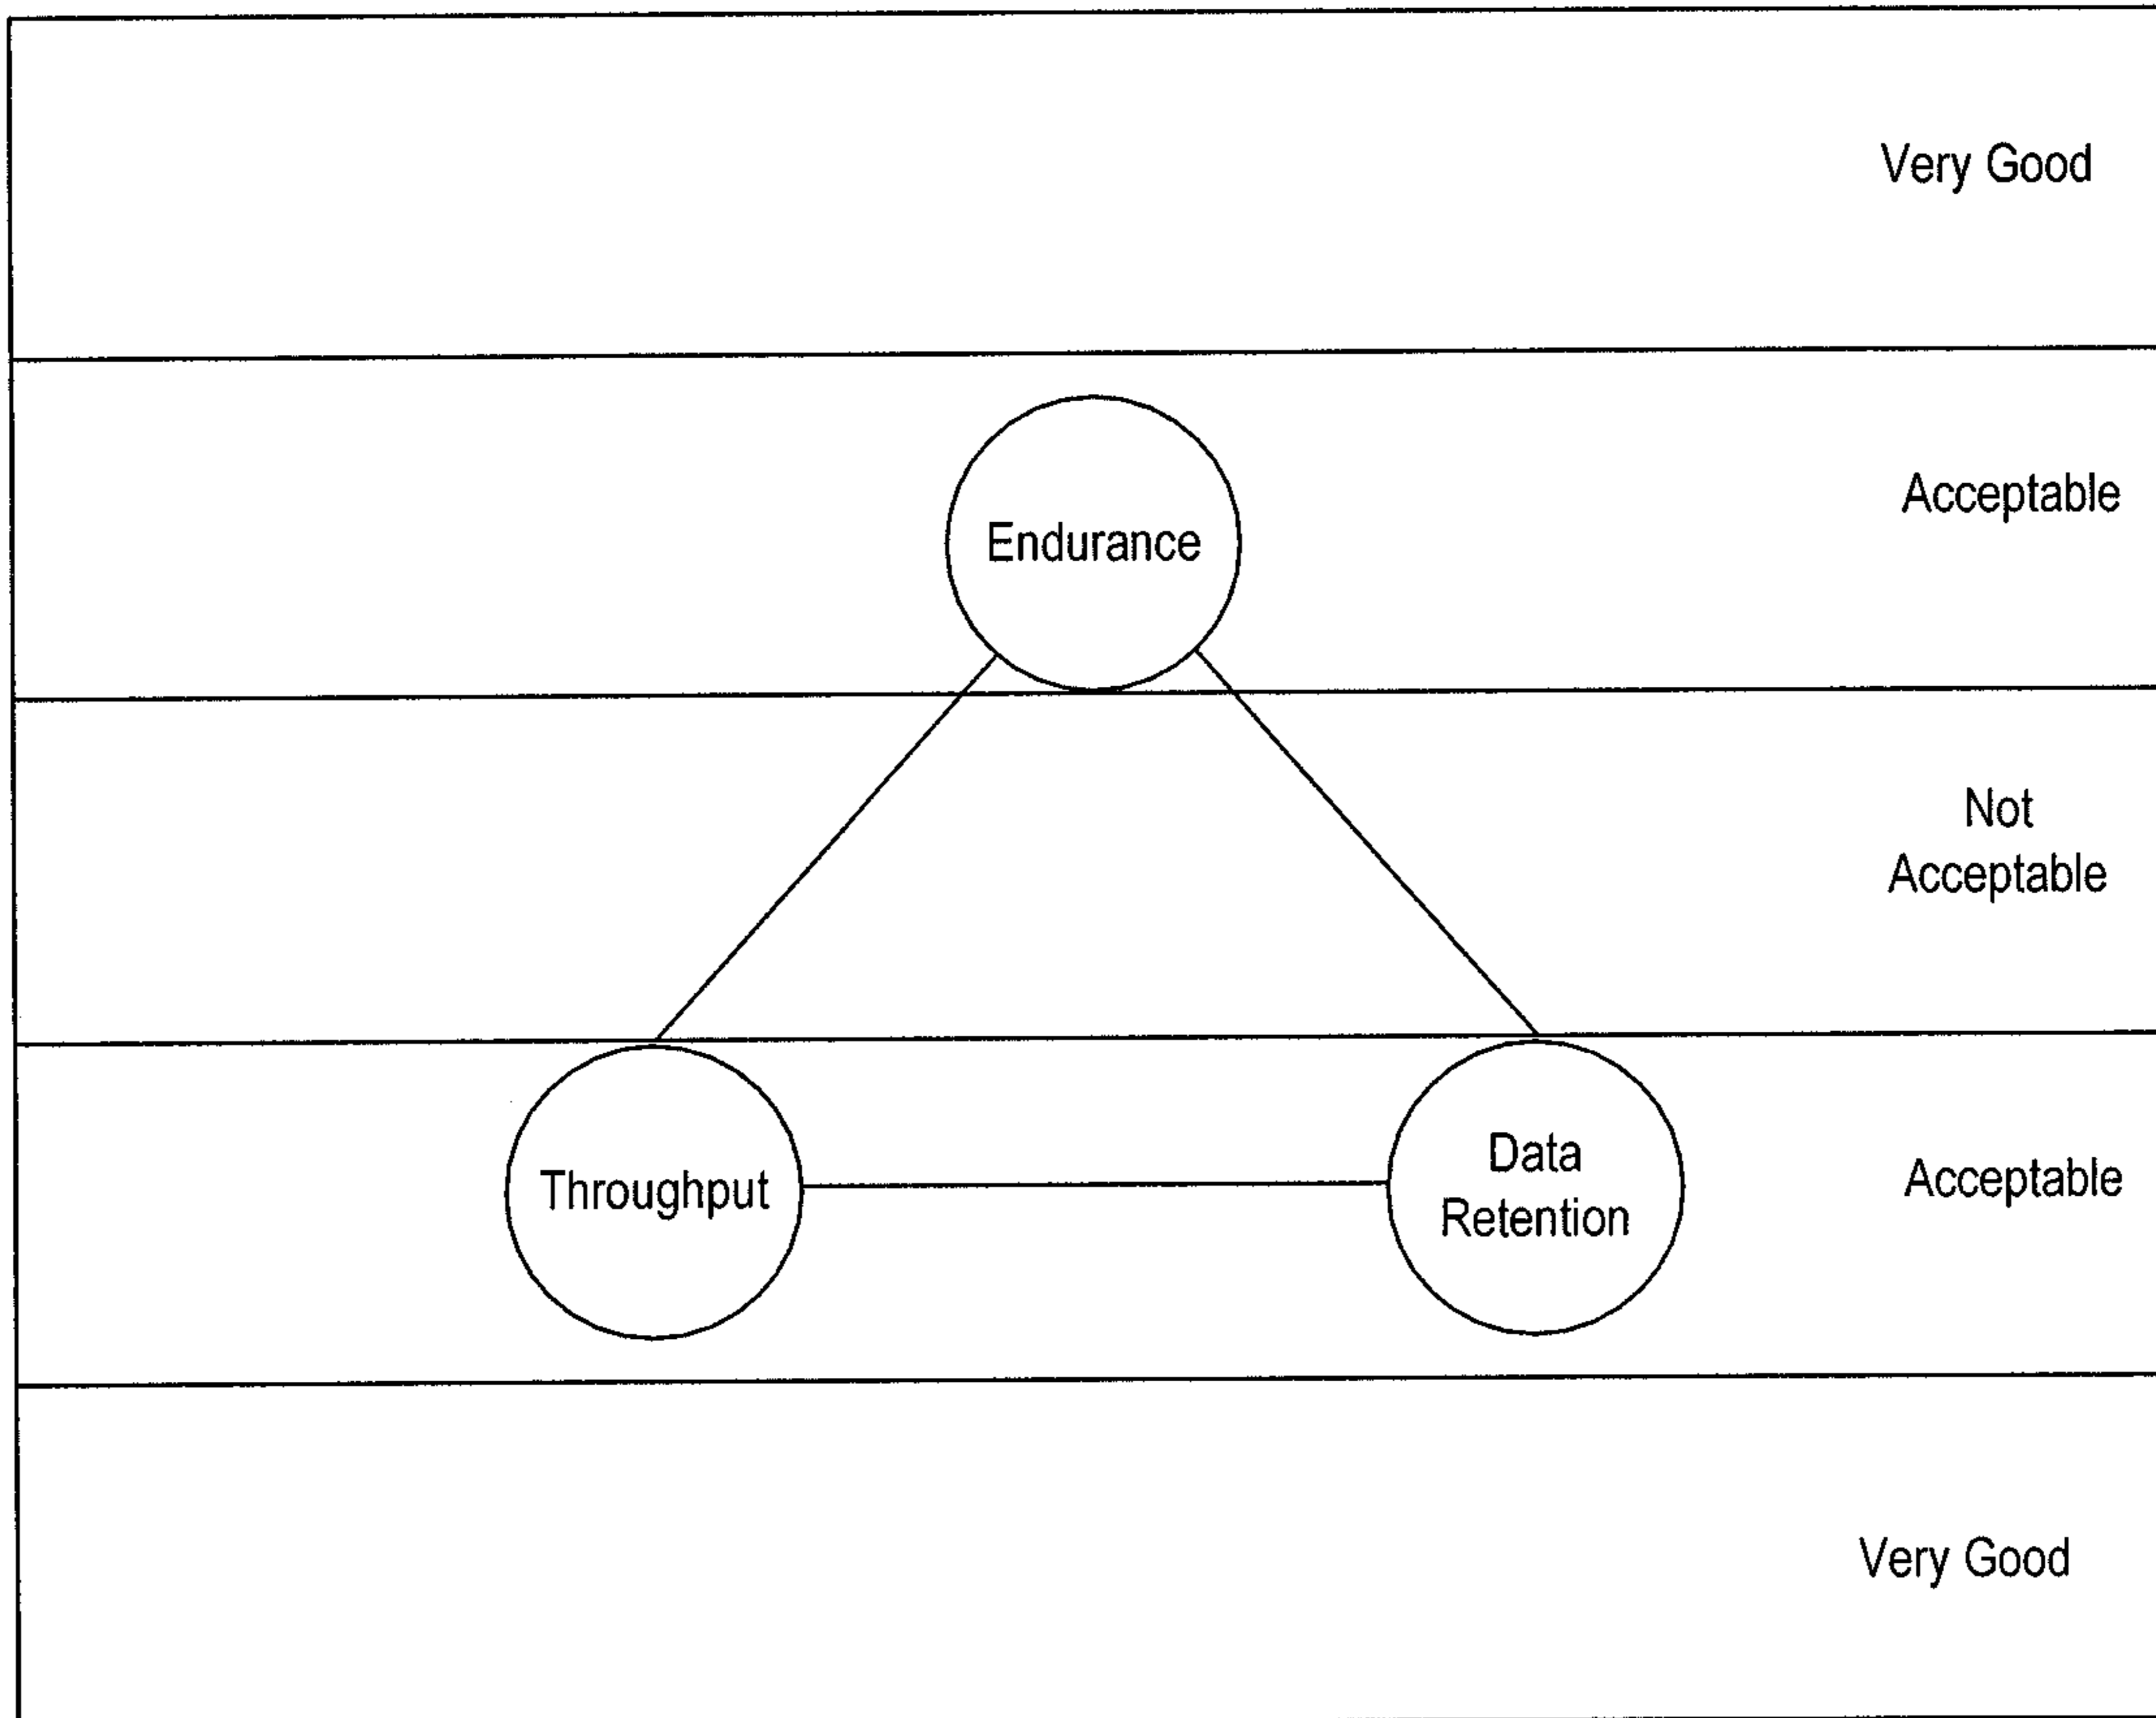 Very Good
Acceptable
Endurance
Not
Acceptable
Data
Retention
Throughput
Acceptable
Very Good